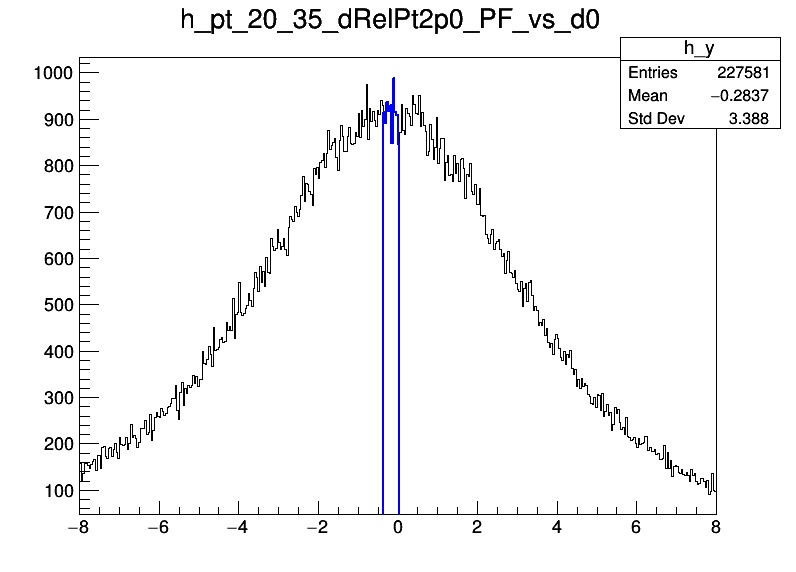 h_pt_20_35_dRelPt2p0_PF_vs_d0
h_y
Entries 227581
Mean −0.2837
Std Dev 3.388
1000
900
800
700
600
500
400
300
200
100
−8 −6 −4 −2 0 2 4 6 8